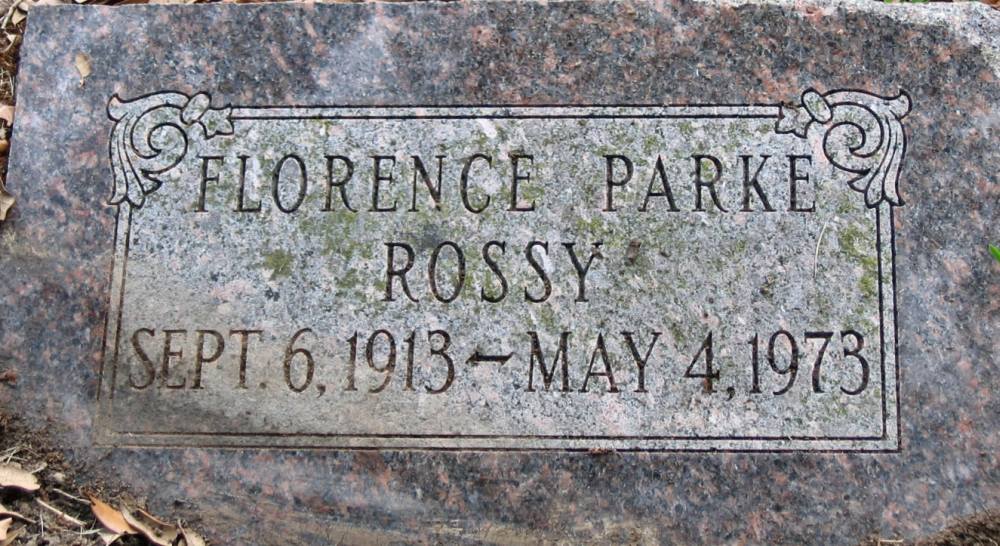 FLORENCE PARKE
ROSSY
SEPT. 6, 1913 - MAY 4, 1973